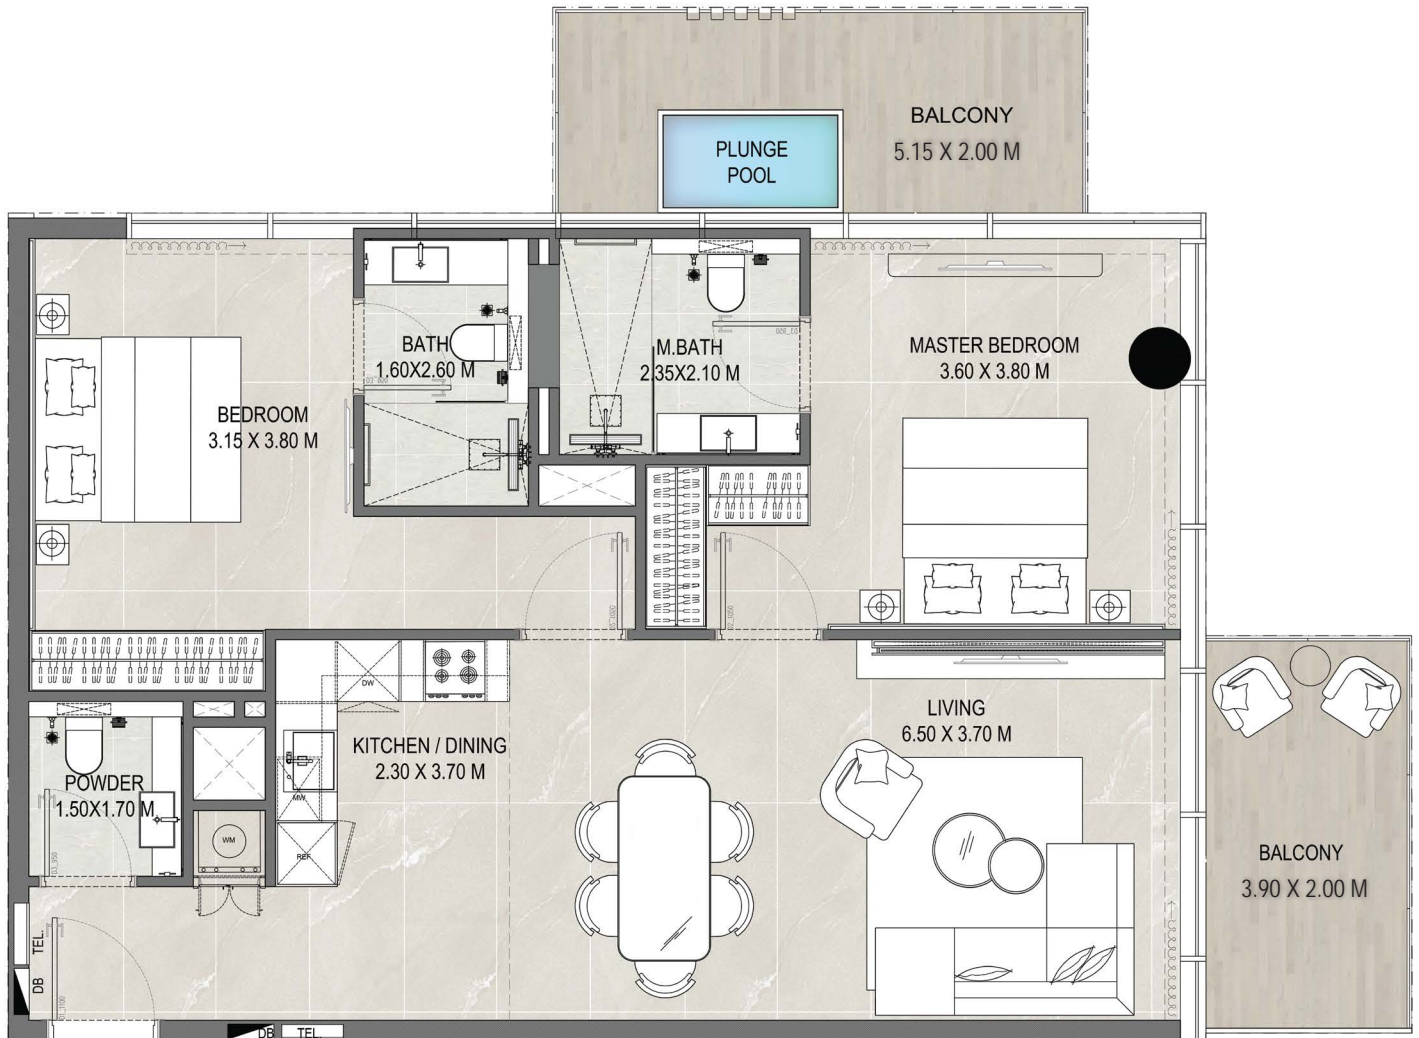 BALCONY
5.15 X 2.00 M
PLUNGE
POOL
BATH
1.60X2.60 M
M.BATH
2.35X2.10 M
MASTER BEDROOM
3.60 X 3.80 M
BEDROOM
3.15 X 3.80 M
DW
KITCHEN / DINING
2.30 X 3.70 M
LIVING
6.50 X 3.70 M
POWDER
1.50X1.70 M
MW
WM
REF
BALCONY
3.90 X 2.00 M
TEL.
DB
DB
TEL.